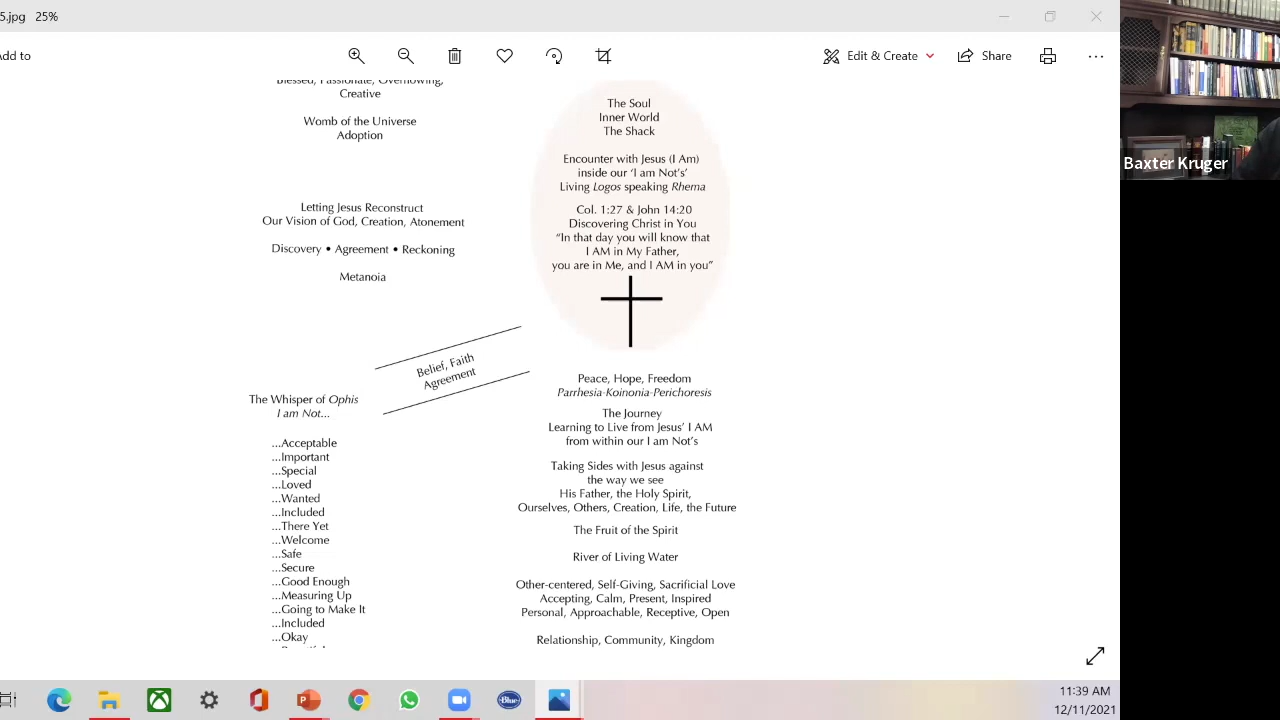 5.jpg 25%
Add to
Edit & Create
Share
Blessed, Passionate, Overflowing,
Creative
Womb of the Universe
Adoption
Letting Jesus Reconstruct
Our Vision of God, Creation, Atonement
Discovery • Agreement • Reckoning
Metanoia
The Soul
Inner World
The Shack
Encounter with Jesus (I Am)
inside our ‘I am Not’s’
Living Logos speaking Rhema
Col. 1:27 & John 14:20
Discovering Christ in You
“In that day you will know that
I AM in My Father,
you are in Me, and I AM in you”
Belief, Faith
Agreement
The Whisper of Ophis
I am Not...
...Acceptable
...Important
...Special
...Loved
...Wanted
...Included
...There Yet
...Welcome
...Safe
...Secure
...Good Enough
...Measuring Up
...Going to Make It
...Included
...Okay
Peace, Hope, Freedom
Parrhesia-Koinonia-Perichoresis
The Journey
Learning to Live from Jesus’ I AM
from within our I am Not’s
Taking Sides with Jesus against
the way we see
His Father, the Holy Spirit,
Ourselves, Others, Creation, Life, the Future
The Fruit of the Spirit
River of Living Water
Other-centered, Self-Giving, Sacrificial Love
Accepting, Calm, Present, Inspired
Personal, Approachable, Receptive, Open
Relationship, Community, Kingdom
Baxter Kruger
Blue
11:39 AM
12/11/2021